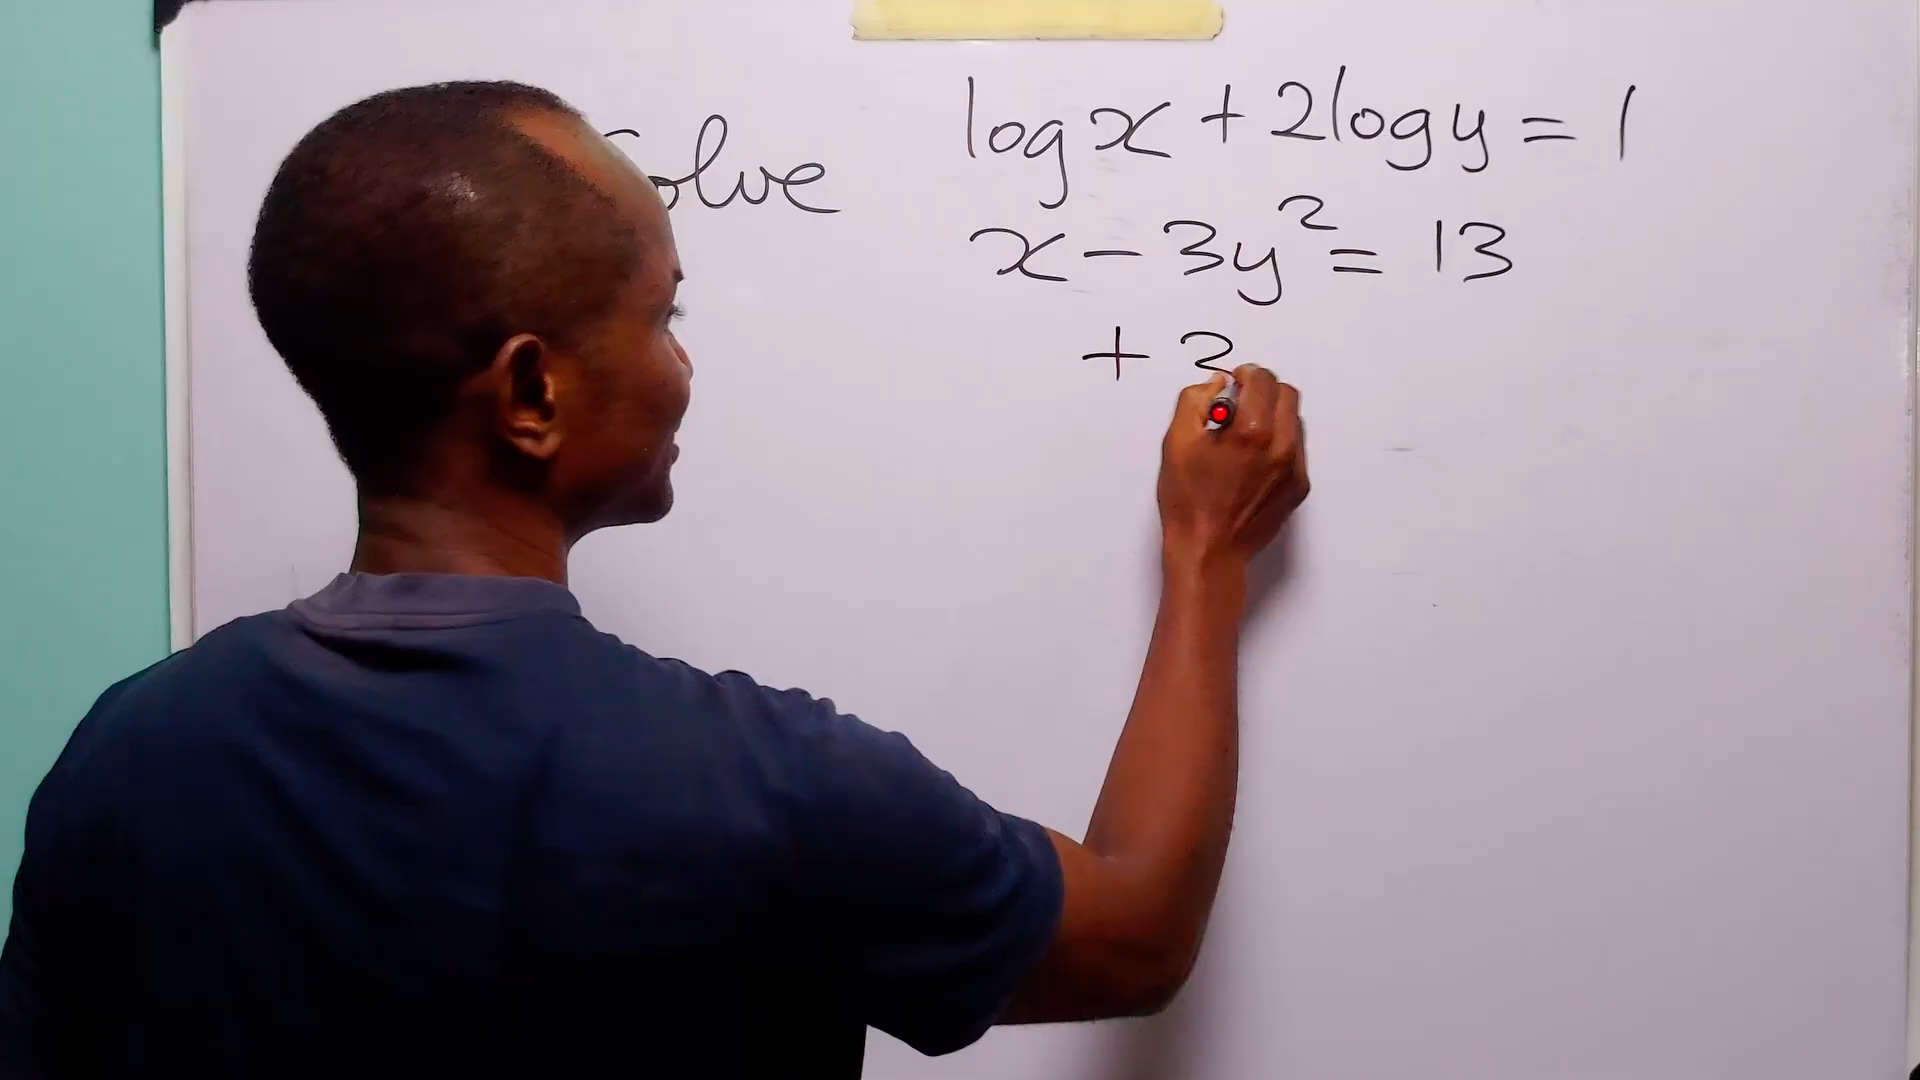 Solve
log x + 2 log y = 1
x - 3y² = 13
+ 3